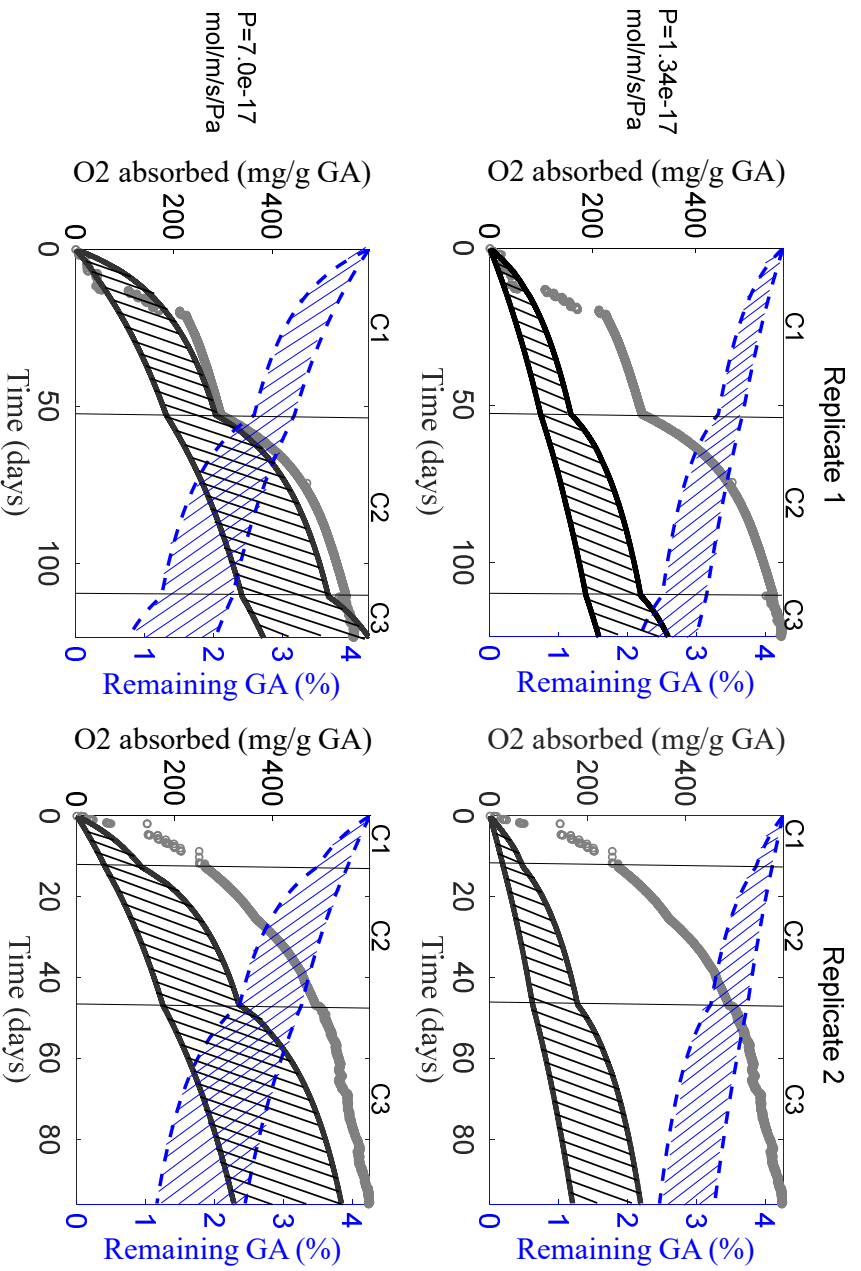 Replicate 1
Replicate 2
P=1.34e-17
mol/m/s/Pa
C1
C2
C3
O2 absorbed (mg/g GA)
400
200
0
4
3
2
1
0
Remaining GA (%)
0
50
100
Time (days)
C1
C2
C3
O2 absorbed (mg/g GA)
400
200
0
4
3
2
1
0
Remaining GA (%)
0
20
40
60
80
Time (days)
P=7.0e-17
mol/m/s/Pa
C1
C2
C3
O2 absorbed (mg/g GA)
400
200
0
4
3
2
1
0
Remaining GA (%)
0
50
100
Time (days)
C1
C2
C3
O2 absorbed (mg/g GA)
400
200
0
4
3
2
1
0
Remaining GA (%)
0
20
40
60
80
Time (days)